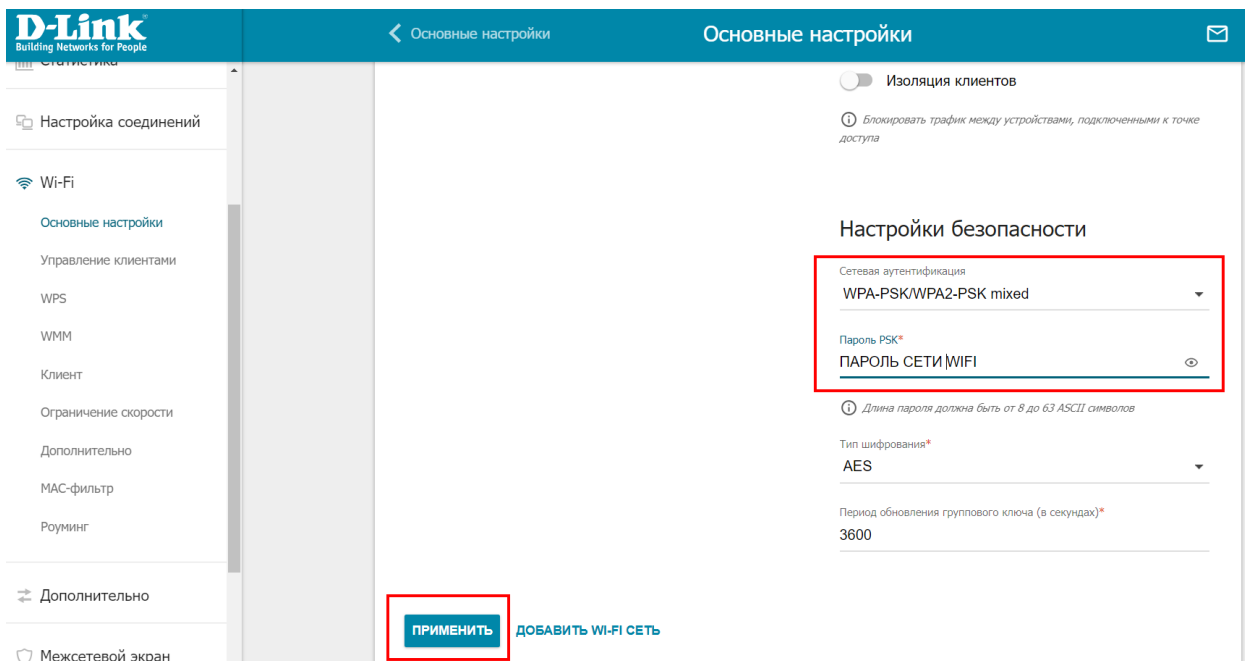 D-Link
Building Networks for People
Основные настройки
Основные настройки
Статистика
Настройка соединений
Wi-Fi
Основные настройки
Управление клиентами
WPS
WMM
Клиент
Ограничение скорости
Дополнительно
MAC-фильтр
Роуминг
Дополнительно
Межсетевой экран
Изоляция клиентов
Блокировать трафик между устройствами, подключенными к точке
доступа
Настройки безопасности
Сетевая аутентификация
WPA-PSK/WPA2-PSK mixed
Пароль PSK*
ПАРОЛЬ СЕТИ WIFI
Длина пароля должна быть от 8 до 63 ASCII символов
Тип шифрования*
AES
Период обновления группового ключа (в секундах)*
3600
ПРИМЕНИТЬ
ДОБАВИТЬ WI-FI СЕТЬ